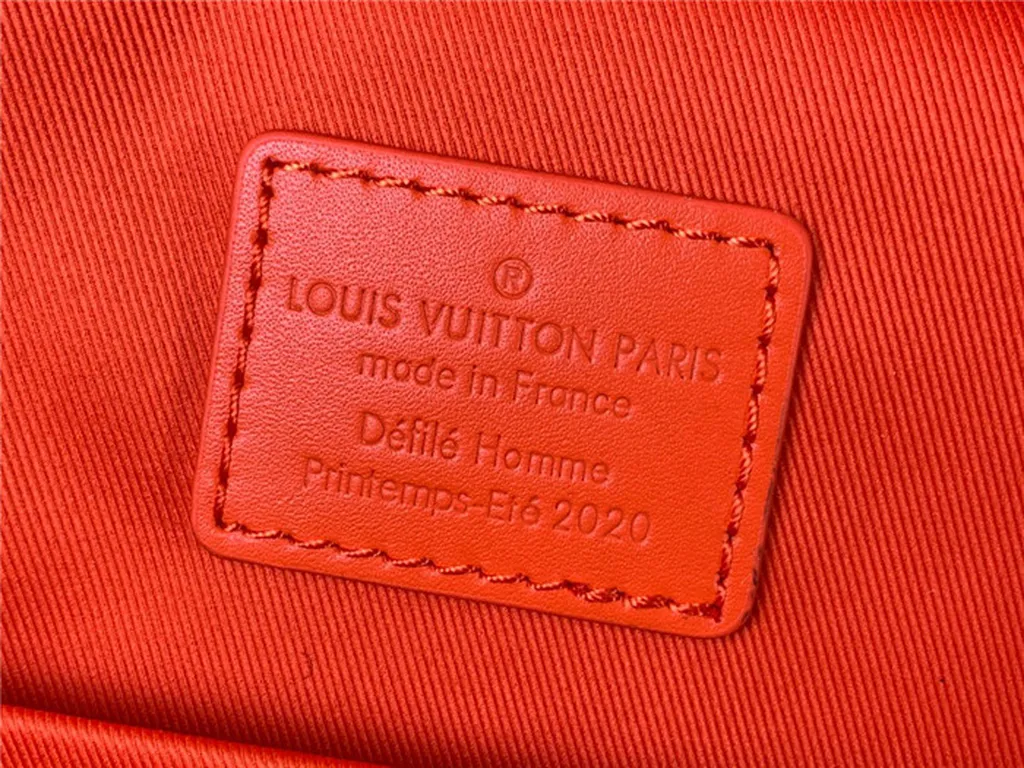 ®
LOUIS VUITTON PARIS
made in France
Défilé Homme
Printemps-Eté 2020